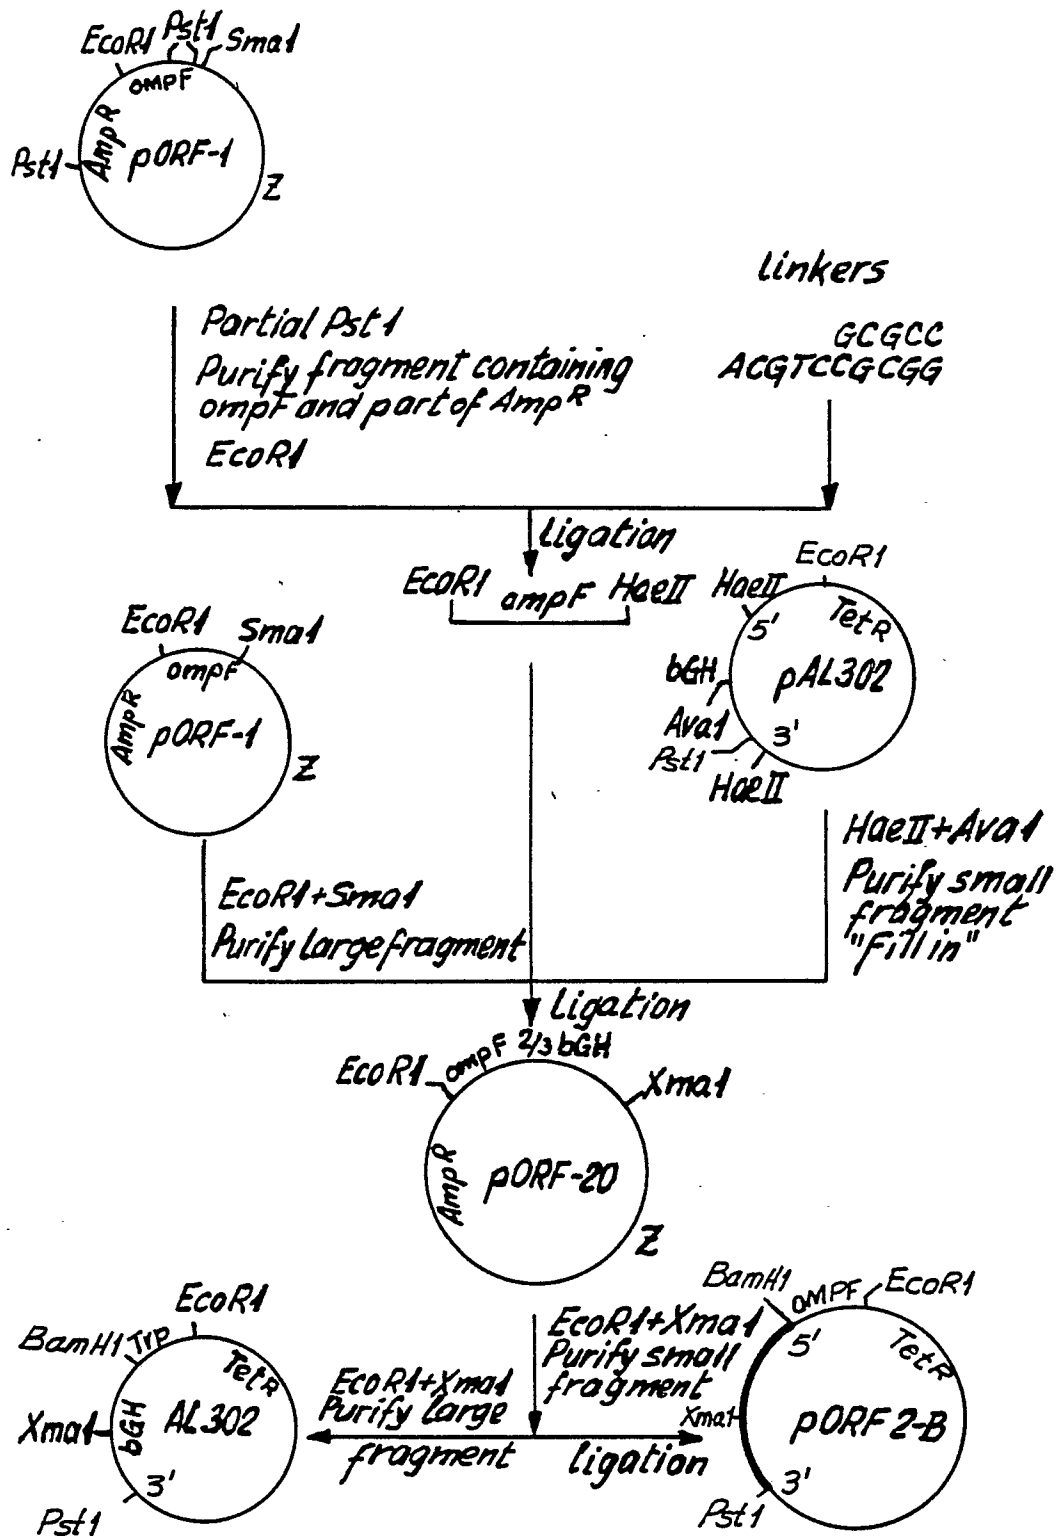 EcoR1 Pst1 Sma1
ompF
AmpR
pORF-1
Pst1
Z
linkers
GCGCC
ACGTCCGCGG
Partial Pst1
Purify fragment containing
ompF and part of AmpR
EcoR1
ligation
EcoR1 ompF HaeII
EcoR1
HaeII
5'
TetR
bGH
pAL302
Ava1
Pst1
3'
HaeII
EcoR1 Sma1
ompF
AmpR
pORF-1
Z
HaeII+Ava1
Purify small
fragment
"Fill in"
EcoR1+Sma1
Purify large fragment
Ligation
EcoR1 ompF 2/3 bGH
Xma1
AmpR
pORF-20
Z
EcoR1
BamH1 Trp
TetR
Xma1
bGH
AL302
3'
Pst1
EcoR1+Xma1
Purify small
fragment
EcoR1+Xma1
Purify large
fragment
ligation
BamH1 OMPF EcoR1
5'
TetR
Xma1
pORF2-B
3'
Pst1